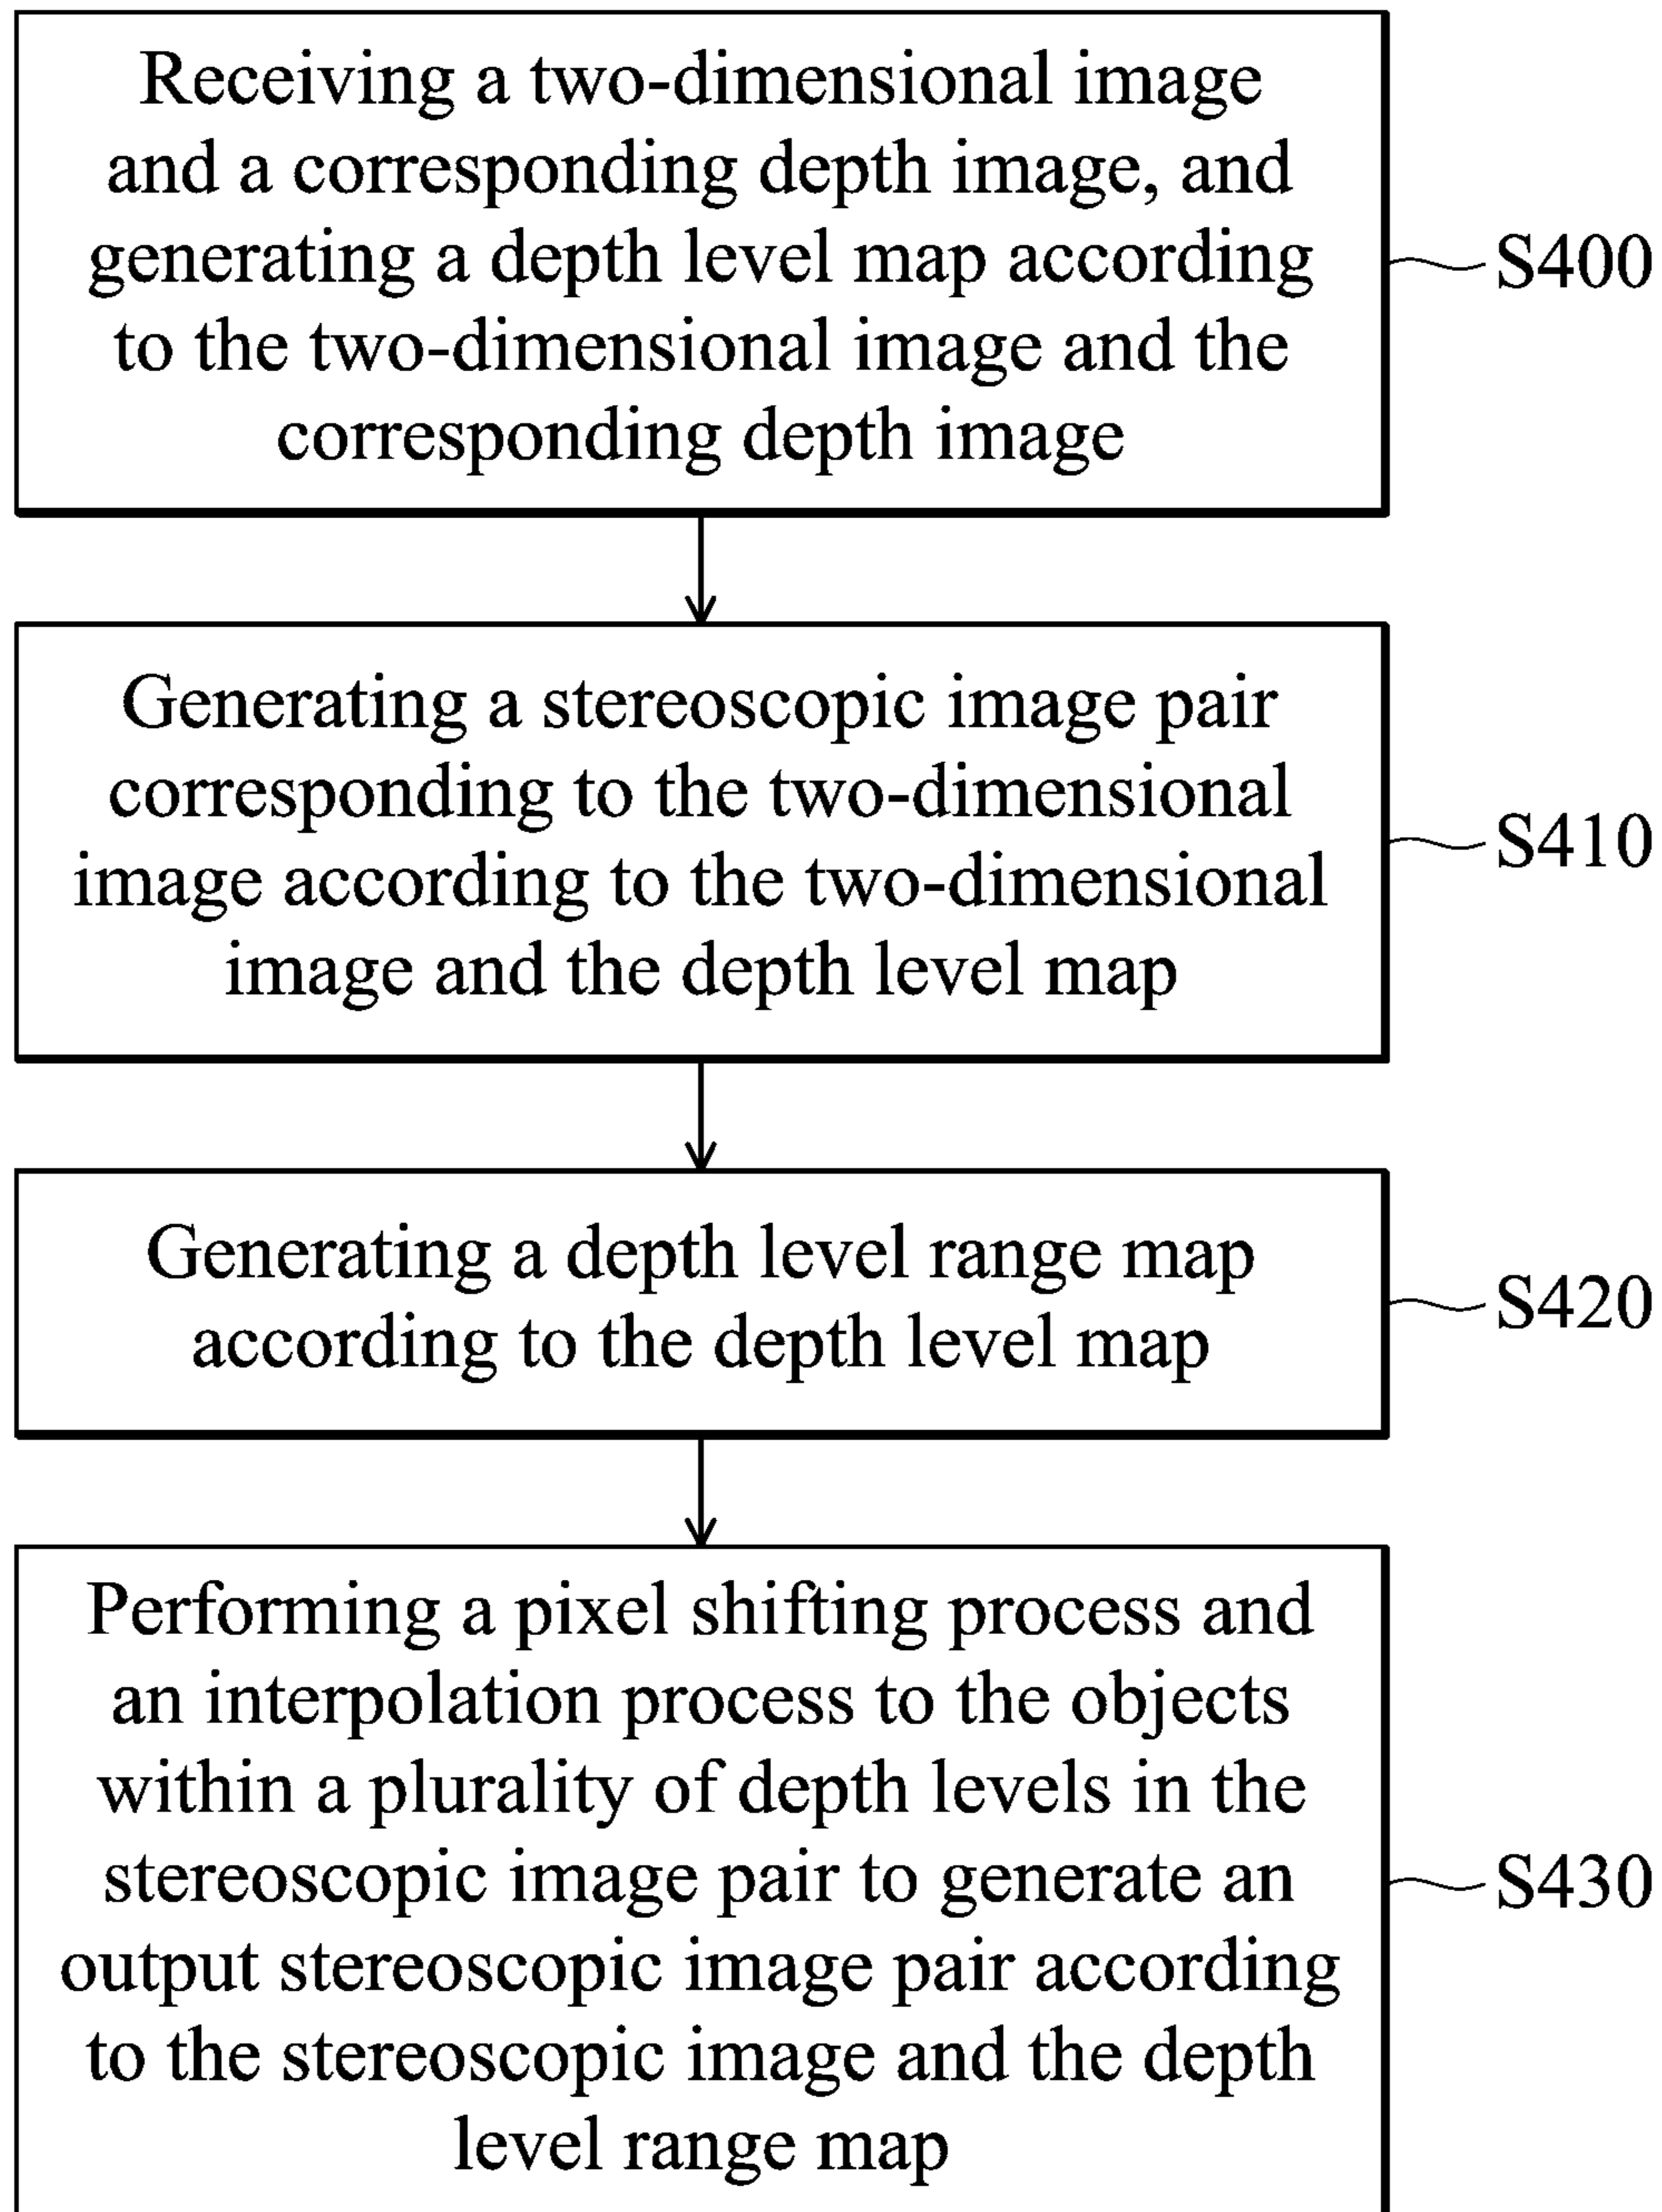 Receiving a two-dimensional image
and a corresponding depth image, and
generating a depth level map according
to the two-dimensional image and the
corresponding depth image
S400
Generating a stereoscopic image pair
corresponding to the two-dimensional
image according to the two-dimensional
image and the depth level map
S410
Generating a depth level range map
according to the depth level map
S420
Performing a pixel shifting process and
an interpolation process to the objects
within a plurality of depth levels in the
stereoscopic image pair to generate an
output stereoscopic image pair according
to the stereoscopic image and the depth
level range map
S430